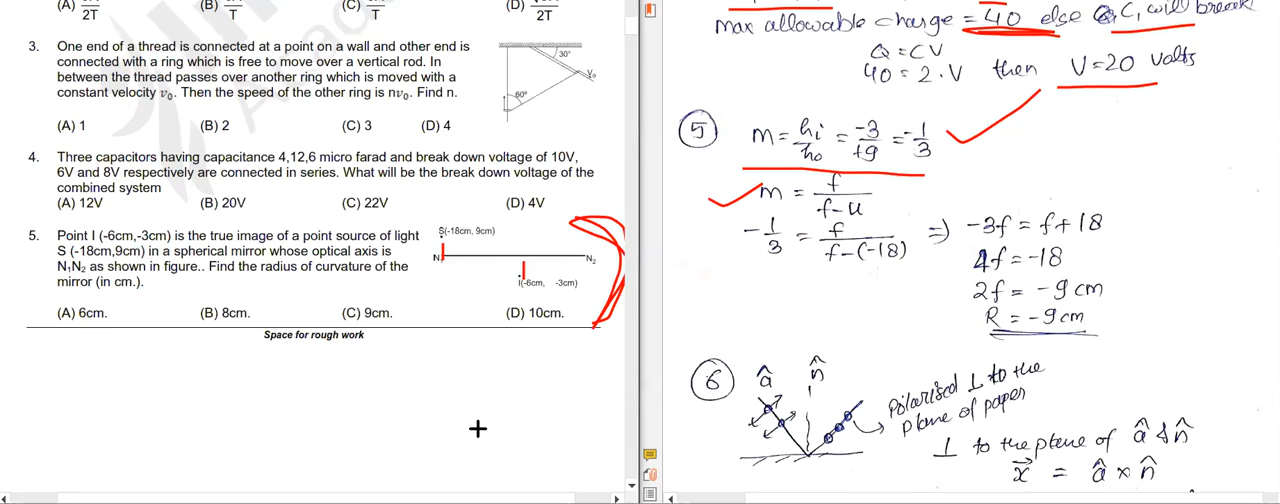 (A) 2T
(B) T
(C) T
(D) 2T
3. One end of a thread is connected at a point on a wall and other end is
connected with a ring which is free to move over a vertical rod. In
between the thread passes over another ring which is moved with a
constant velocity v₀. Then the speed of the other ring is nv₀. Find n.
30°
V₀
60°
(A) 1 (B) 2 (C) 3 (D) 4
4. Three capacitors having capacitance 4,12,6 micro farad and break down voltage of 10V,
6V and 8V respectively are connected in series. What will be the break down voltage of the
combined system
(A) 12V (B) 20V (C) 22V (D) 4V
5. Point I (-6cm,-3cm) is the true image of a point source of light
S (-18cm,9cm) in a spherical mirror whose optical axis is
N₁N₂ as shown in figure.. Find the radius of curvature of the
mirror (in cm.).
S(-18cm, 9cm)
N
N₂
I(-6cm, -3cm)
(A) 6cm. (B) 8cm. (C) 9cm. (D) 10cm.
Space for rough work
max allowable charge = 40 else C₁ will break
Q = CV
40 = 2.V then V=20 volts
5
m = hi/ho = -3/+9 = -1/3
m = f/f-u
-1/3 = f/f-(-18) => -3f = f+18
4f = -18
2f = -9cm
R = -9cm
6
â n̂
Polarised ⊥ to the
plane of paper
⊥ to the plane of â & n̂
x⃗ = â × n̂